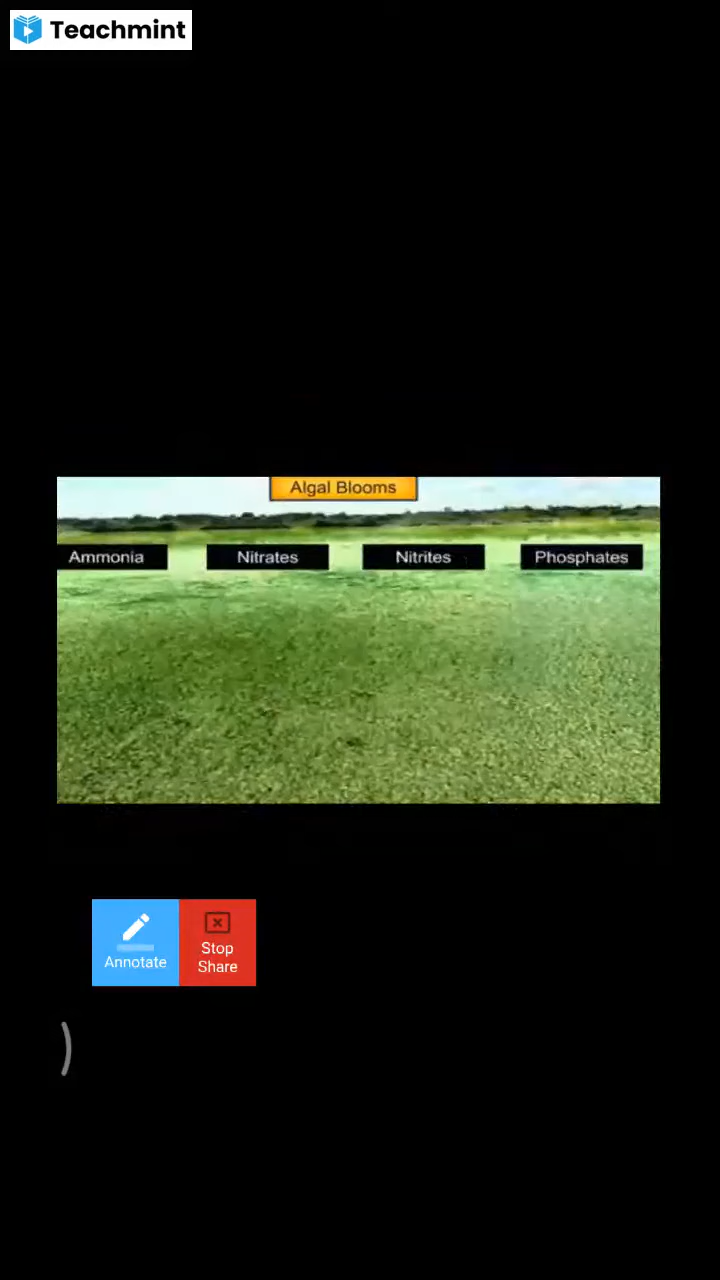 Teachmint
Algal Blooms
Ammonia Nitrates Nitrites Phosphates
Annotate
Stop
Share